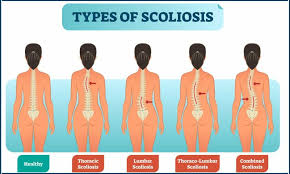 TYPES OF SCOLIOSIS
Healthy
Thoracic
Scoliosis
Lumbar
Scoliosis
Thoraco-Lumbar
Scoliosis
Combined
Scoliosis